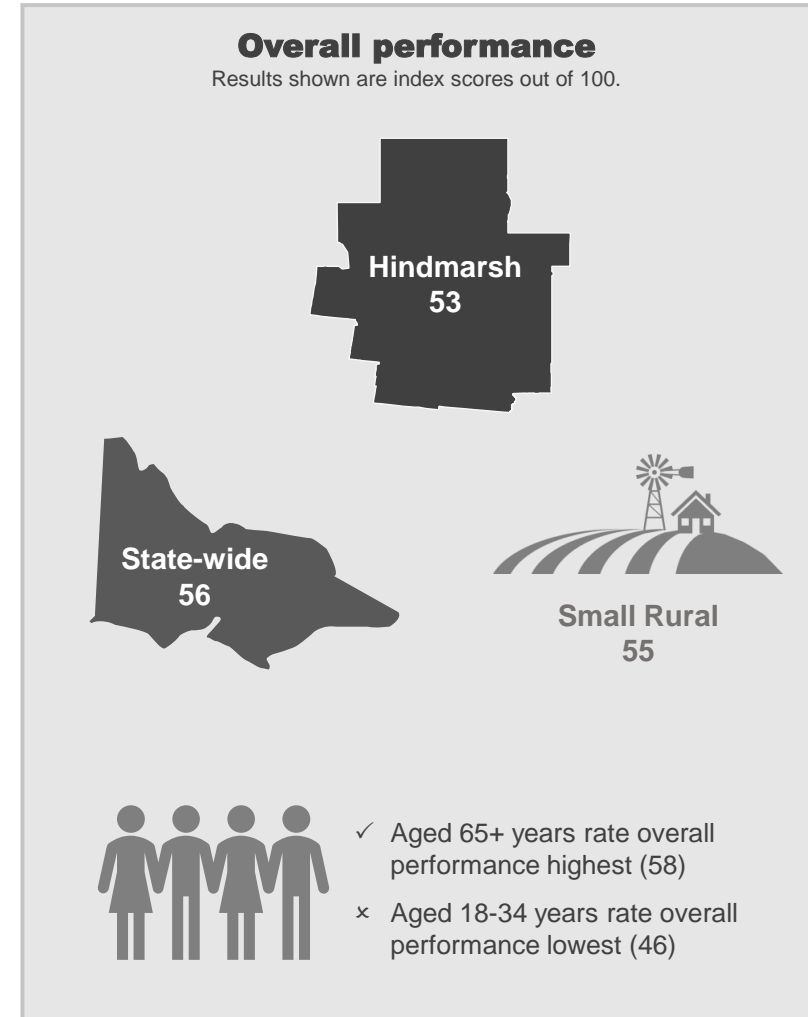 Overall performance
Results shown are index scores out of 100.
Hindmarsh
53
State-wide
56
Small Rural
55
✓ Aged 65+ years rate overall
performance highest (58)
× Aged 18-34 years rate overall
performance lowest (46)